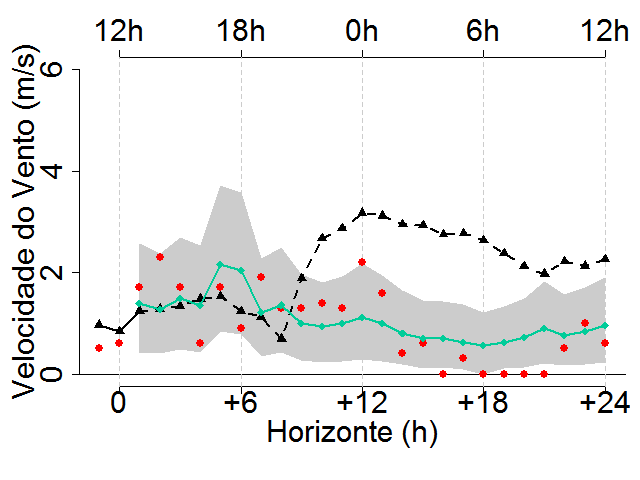 12h 18h 0h 6h 12h
Velocidade do Vento (m/s)
6
4
2
0
0 +6 +12 +18 +24
Horizonte (h)